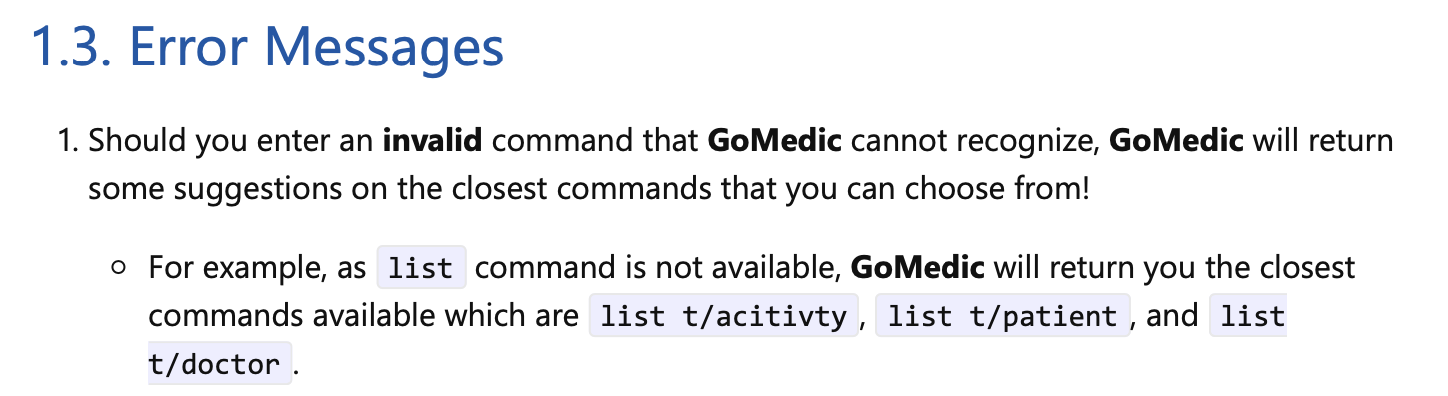 1.3. Error Messages
1. Should you enter an invalid command that GoMedic cannot recognize, GoMedic will return
some suggestions on the closest commands that you can choose from!
○ For example, as list command is not available, GoMedic will return you the closest
commands available which are list t/acitivty, list t/patient, and list
t/doctor.